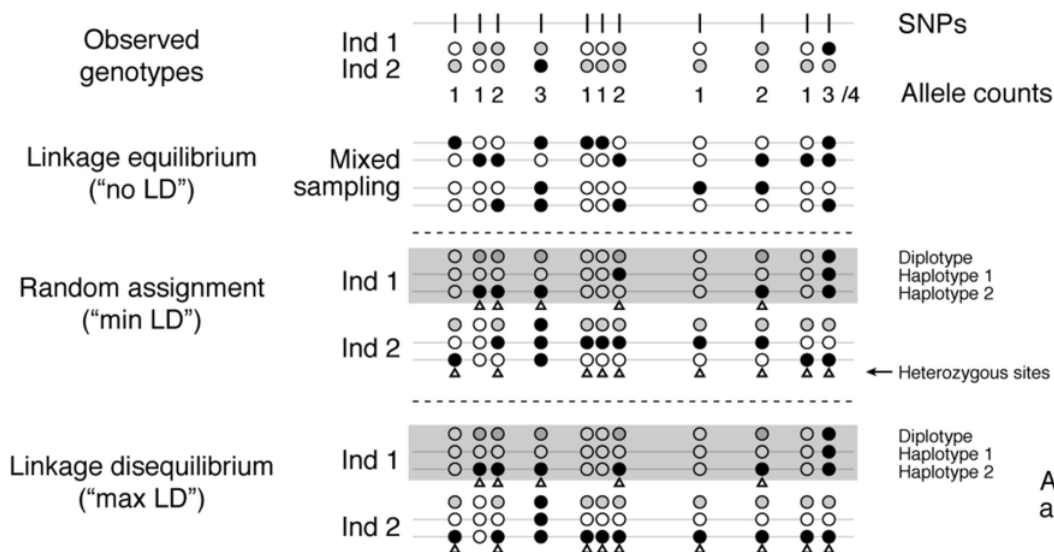 Observed
genotypes
Ind 1
Ind 2
SNPs
1 1 2 3 1 1 2 1 2 1 3 /4
Allele counts
Linkage equilibrium
(“no LD”)
Mixed
sampling
Random assignment
(“min LD”)
Ind 1
Diplotype
Haplotype 1
Haplotype 2
Ind 2
Heterozygous sites
Linkage disequilibrium
(“max LD”)
Ind 1
Diplotype
Haplotype 1
Haplotype 2
Ind 2
A
a